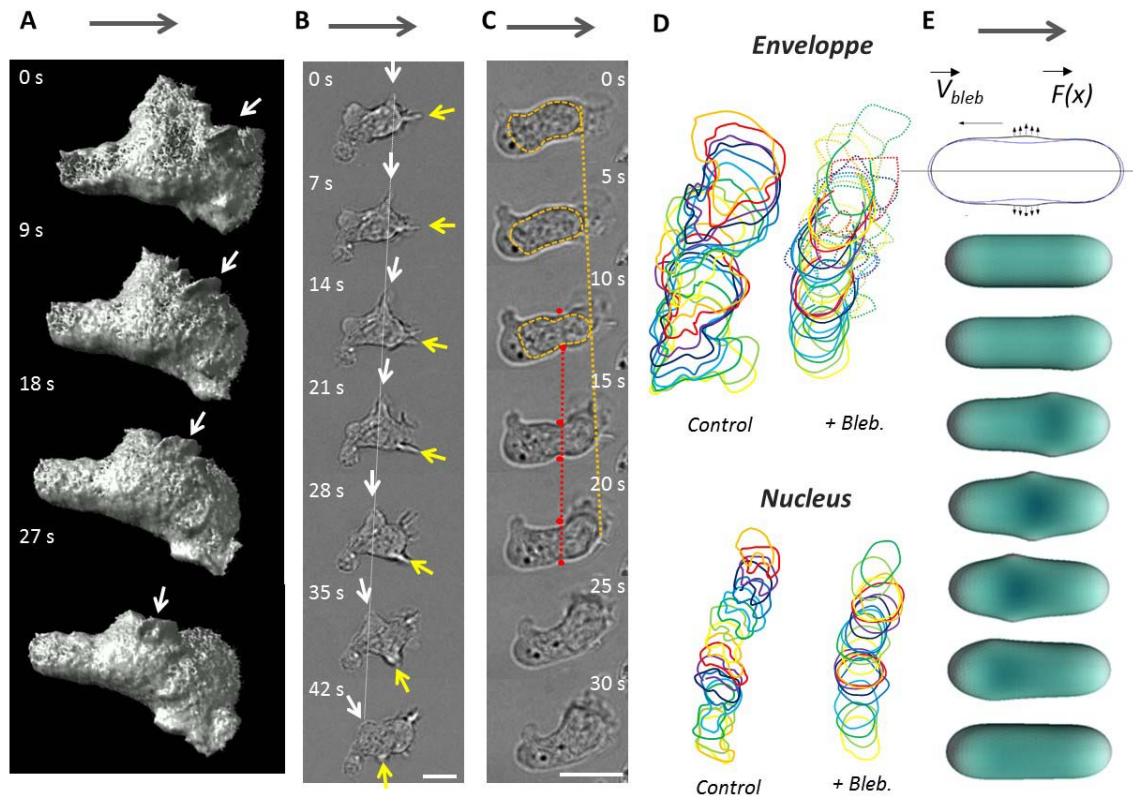 A
B
C
D
E
0 s
9 s
18 s
27 s
0 s
7 s
14 s
21 s
28 s
35 s
42 s
0 s
5 s
10 s
15 s
20 s
25 s
30 s
Enveloppe
Control
+ Bleb.
Nucleus
Control
+ Bleb.
V bleb
F(x)